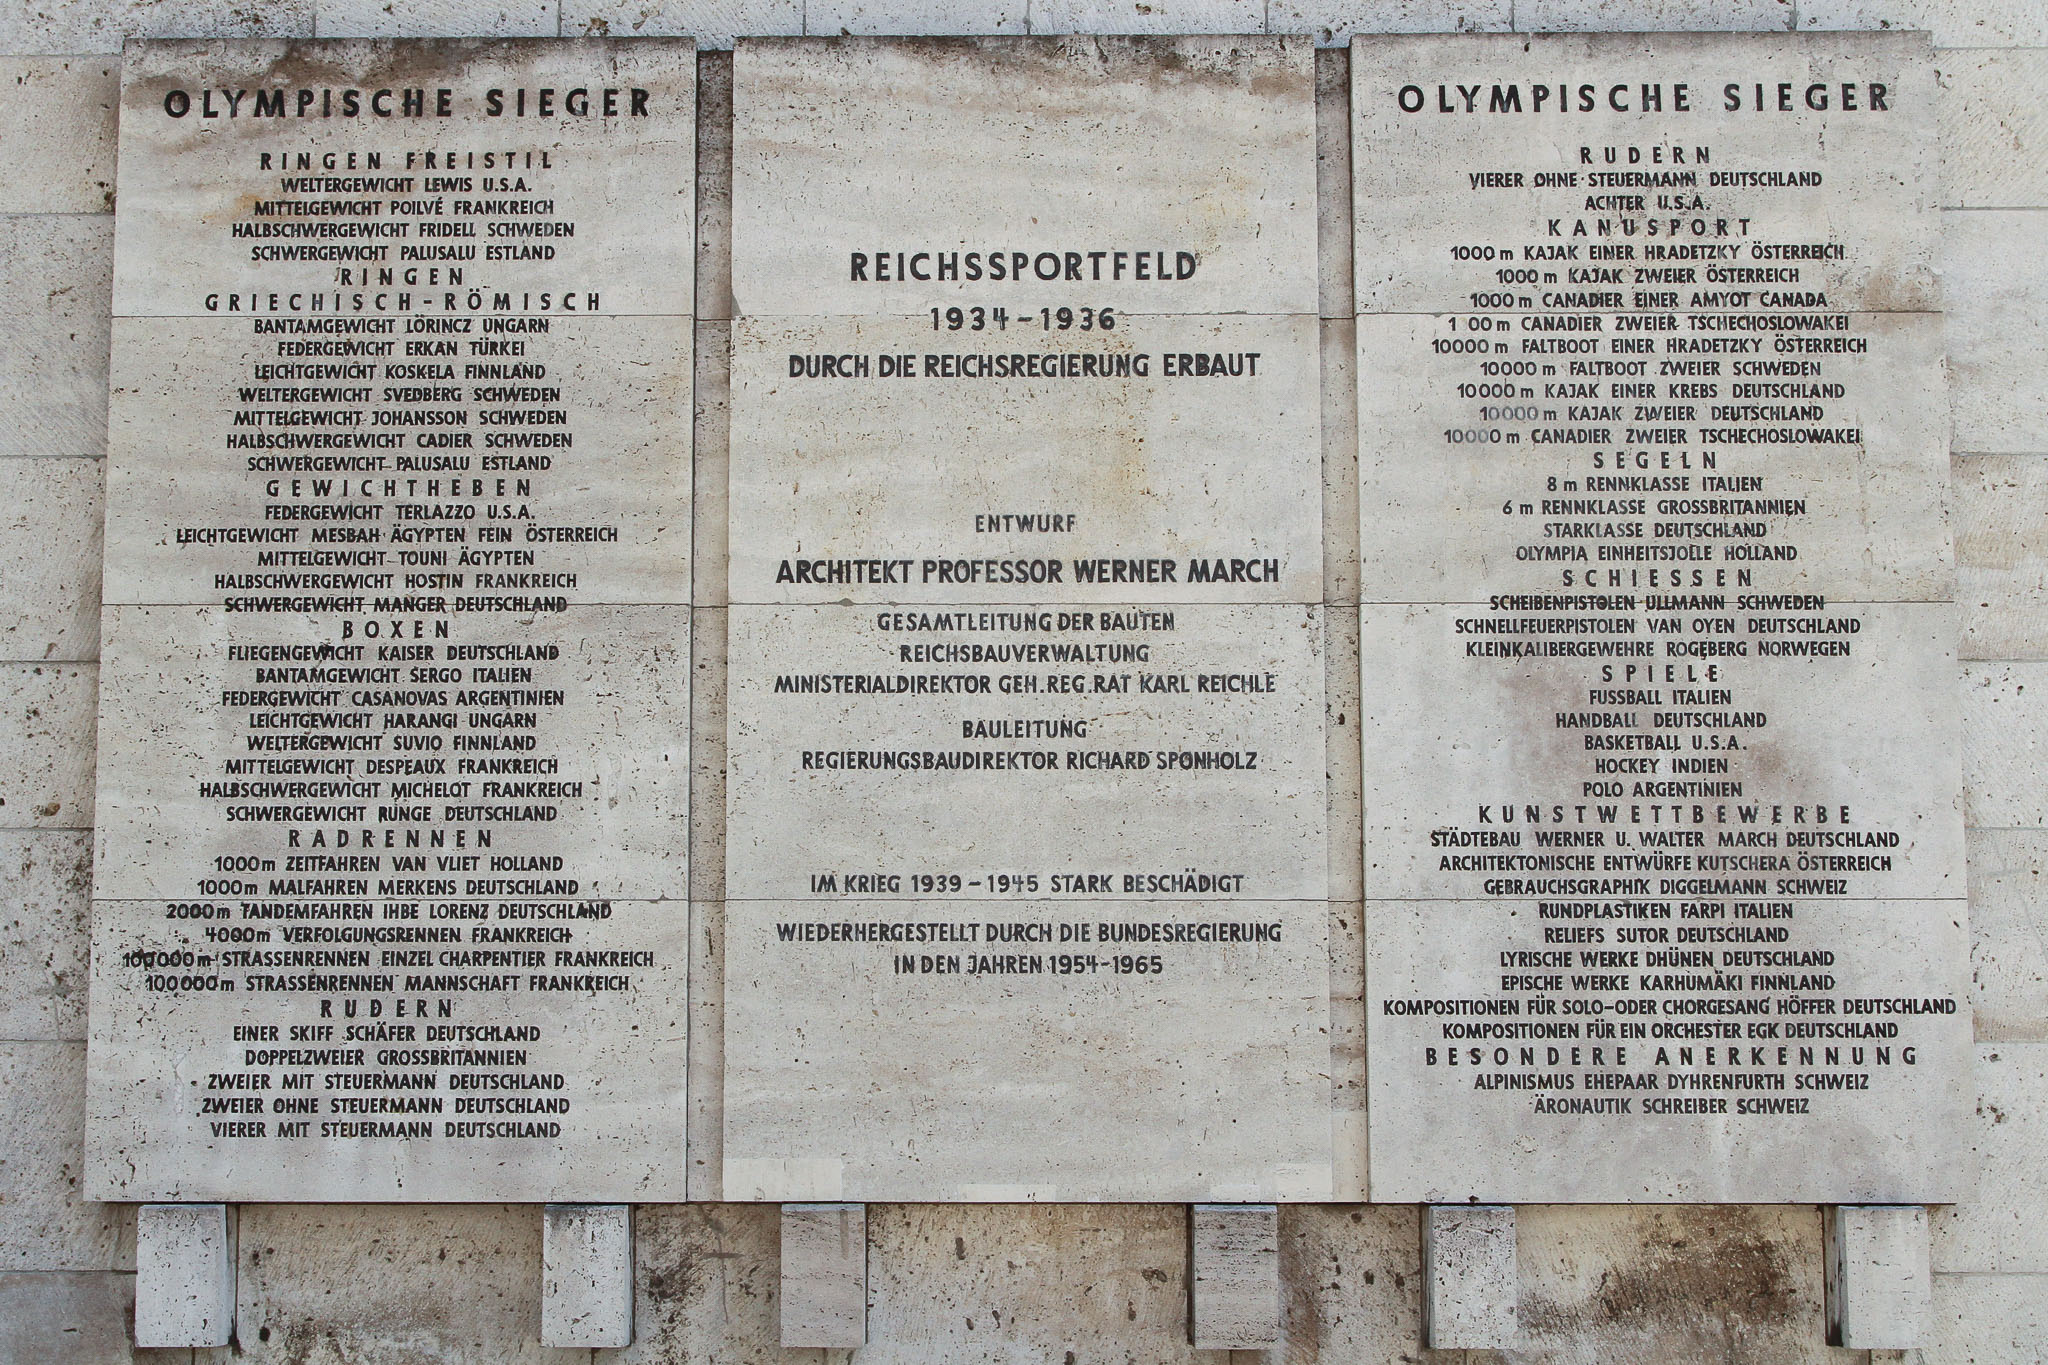 OLYMPISCHE SIEGER
RINGEN FREISTIL
WELTERGEWICHT LEWIS U.S.A.
MITTELGEWICHT POILVÉ FRANKREICH
HALBSCHWERGEWICHT FRIDELL SCHWEDEN
SCHWERGEWICHT PALUSALU ESTLAND
RINGEN
GRIECHISCH-RÖMISCH
BANTAMGEWICHT LÖRINCZ UNGARN
FEDERGEWICHT ERKAN TÜRKEI
LEICHTGEWICHT KOSKELA FINNLAND
WELTERGEWICHT SVEDBERG SCHWEDEN
MITTELGEWICHT JOHANSSON SCHWEDEN
HALBSCHWERGEWICHT CADIER SCHWEDEN
SCHWERGEWICHT PALUSALU ESTLAND
GEWICHTHEBEN
FEDERGEWICHT TERLAZZO U.S.A.
LEICHTGEWICHT MESBAH ÄGYPTEN FEIN ÖSTERREICH
MITTELGEWICHT TOUNI ÄGYPTEN
HALBSCHWERGEWICHT HOSTIN FRANKREICH
SCHWERGEWICHT MANGER DEUTSCHLAND
BOXEN
FLIEGENGEWICHT KAISER DEUTSCHLAND
BANTAMGEWICHT SERGO ITALIEN
FEDERGEWICHT CASANOVAS ARGENTINIEN
LEICHTGEWICHT HARANGI UNGARN
WELTERGEWICHT SUVIO FINNLAND
MITTELGEWICHT DESPEAUX FRANKREICH
HALBSCHWERGEWICHT MICHELOT FRANKREICH
SCHWERGEWICHT RUNGE DEUTSCHLAND
RADRENNEN
1000 m ZEITFAHREN VAN VLIET HOLLAND
1000 m MALFAHREN MERKENS DEUTSCHLAND
2000 m TANDEMFAHREN IHBE LORENZ DEUTSCHLAND
4000 m VERFOLGUNGSRENNEN FRANKREICH
100000 m STRASSENRENNEN EINZEL CHARPENTIER FRANKREICH
100000 m STRASSENRENNEN MANNSCHAFT FRANKREICH
RUDERN
EINER SKIFF SCHÄFER DEUTSCHLAND
DOPPELZWEIER GROSSBRITANNIEN
ZWEIER MIT STEUERMANN DEUTSCHLAND
ZWEIER OHNE STEUERMANN DEUTSCHLAND
VIERER MIT STEUERMANN DEUTSCHLAND
REICHSSPORTFELD
1934-1936
DURCH DIE REICHSREGIERUNG ERBAUT
ENTWURF
ARCHITEKT PROFESSOR WERNER MARCH
GESAMTLEITUNG DER BAUTEN
REICHSBAUVERWALTUNG
MINISTERIALDIREKTOR GEH.REG.RAT KARL REICHLE
BAULEITUNG
REGIERUNGSBAUDIREKTOR RICHARD SPONHOLZ
IM KRIEG 1939-1945 STARK BESCHÄDIGT
WIEDERHERGESTELLT DURCH DIE BUNDESREGIERUNG
IN DEN JAHREN 1954-1965
OLYMPISCHE SIEGER
RUDERN
VIERER OHNE STEUERMANN DEUTSCHLAND
ACHTER U.S.A.
KANUSPORT
1000 m KAJAK EINER HRADETZKY ÖSTERREICH
1000 m KAJAK ZWEIER ÖSTERREICH
1000 m CANADIER EINER AMYOT CANADA
1 00 m CANADIER ZWEIER TSCHECHOSLOWAKEI
10000 m FALTBOOT EINER HRADETZKY ÖSTERREICH
10000 m FALTBOOT ZWEIER SCHWEDEN
10000 m KAJAK EINER KREBS DEUTSCHLAND
10000 m KAJAK ZWEIER DEUTSCHLAND
10000 m CANADIER ZWEIER TSCHECHOSLOWAKEI
SEGELN
8 m RENNKLASSE ITALIEN
6 m RENNKLASSE GROSSBRITANNIEN
STARKLASSE DEUTSCHLAND
OLYMPIA EINHEITSJOLLE HOLLAND
SCHIESSEN
SCHEIBENPISTOLEN ULLMANN SCHWEDEN
SCHNELLFEUERPISTOLEN VAN OYEN DEUTSCHLAND
KLEINKALIBERGEWEHRE ROGEBERG NORWEGEN
SPIELE
FUSSBALL ITALIEN
HANDBALL DEUTSCHLAND
BASKETBALL U.S.A.
HOCKEY INDIEN
POLO ARGENTINIEN
KUNSTWETTBEWERBE
STÄDTEBAU WERNER U. WALTER MARCH DEUTSCHLAND
ARCHITEKTONISCHE ENTWÜRFE KUTSCHERA ÖSTERREICH
GEBRAUCHSGRAPHIK DIGGELMANN SCHWEIZ
RUNDPLASTIKEN FARPI ITALIEN
RELIEFS SUTOR DEUTSCHLAND
LYRISCHE WERKE DHÜNEN DEUTSCHLAND
EPISCHE WERKE KARHUMÄKI FINNLAND
KOMPOSITIONEN FÜR SOLO-ODER CHORGESANG HÖFFER DEUTSCHLAND
KOMPOSITIONEN FÜR EIN ORCHESTER EGK DEUTSCHLAND
BESONDERE ANERKENNUNG
ALPINISMUS EHEPAAR DYHRENFURTH SCHWEIZ
ÄRONAUTIK SCHREIBER SCHWEIZ